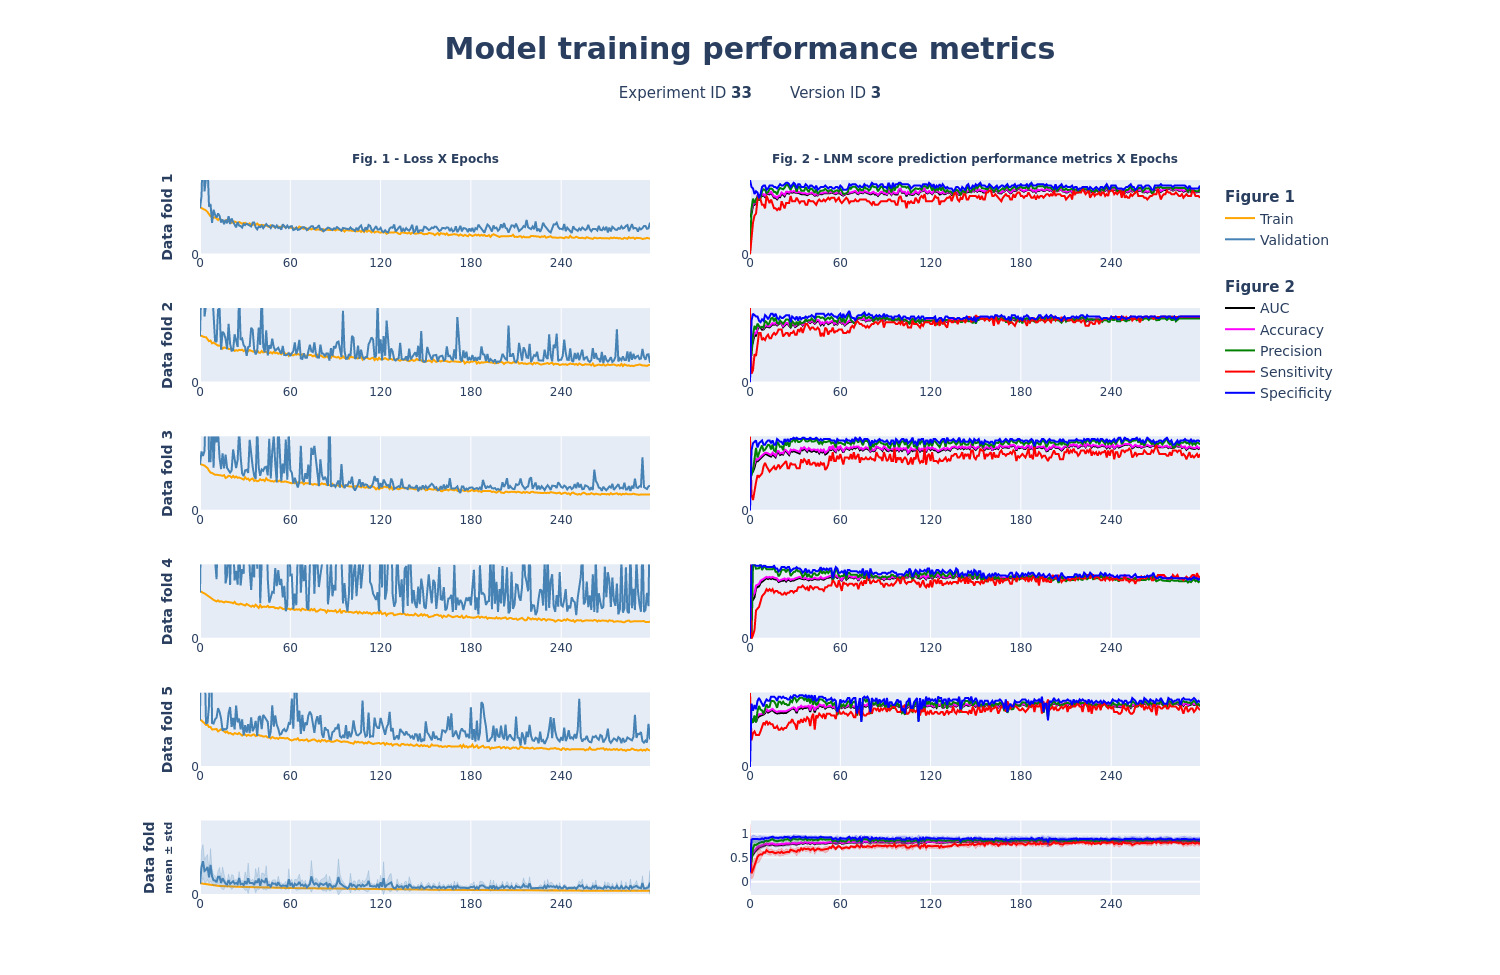 Model training performance metrics
Experiment ID 33 Version ID 3
Fig. 1 - Loss X Epochs
Fig. 2 - LNM score prediction performance metrics X Epochs
Data fold 1
0
0 60 120 180 240
0
0 60 120 180 240
Figure 1
Train
Validation
Figure 2
AUC
Accuracy
Precision
Sensitivity
Specificity
Data fold 2
0
0 60 120 180 240
0
0 60 120 180 240
Data fold 3
0
0 60 120 180 240
0
0 60 120 180 240
Data fold 4
0
0 60 120 180 240
0
0 60 120 180 240
Data fold 5
0
0 60 120 180 240
0
0 60 120 180 240
Data fold
mean ± std
0
0 60 120 180 240
1
0.5
0
0 60 120 180 240